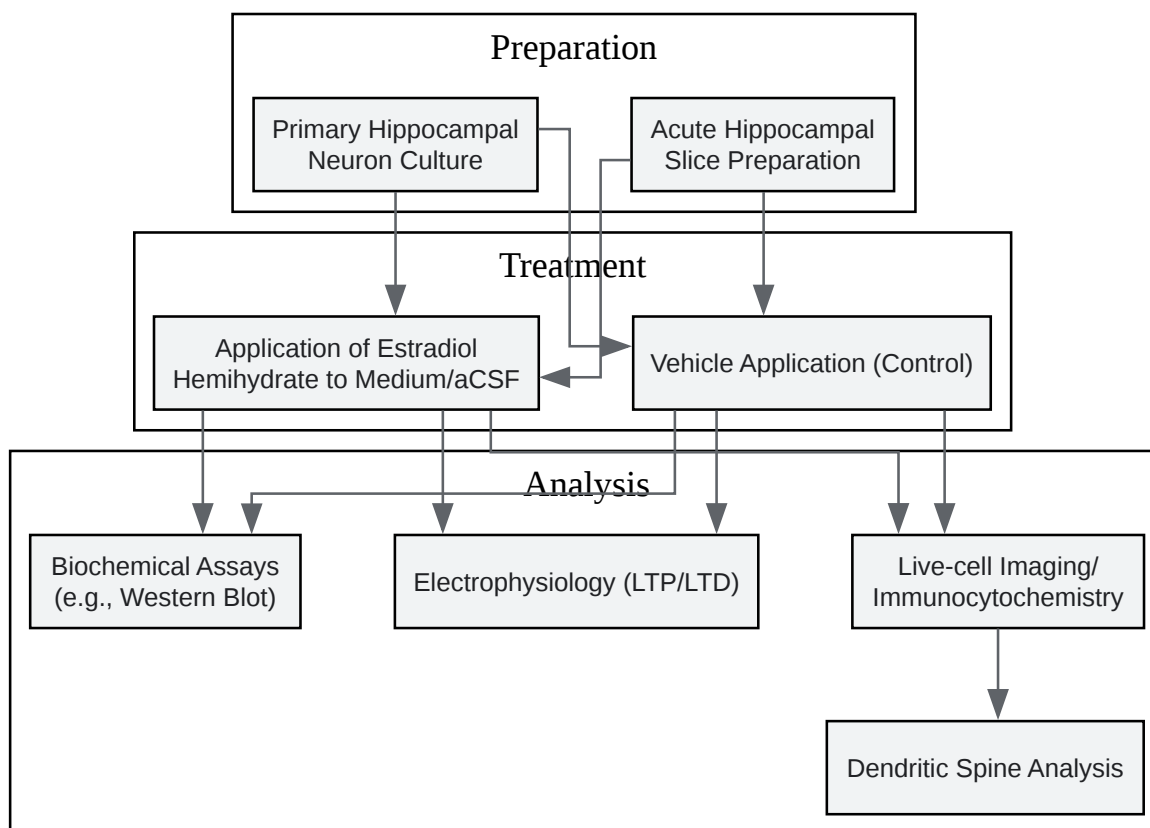 Preparation
Primary Hippocampal
Neuron Culture
Acute Hippocampal
Slice Preparation
Treatment
Application of Estradiol
Hemihydrate to Medium/aCSF
Vehicle Application (Control)
Analysis
Biochemical Assays
(e.g., Western Blot)
Electrophysiology (LTP/LTD)
Live-cell Imaging/
Immunocytochemistry
Dendritic Spine Analysis